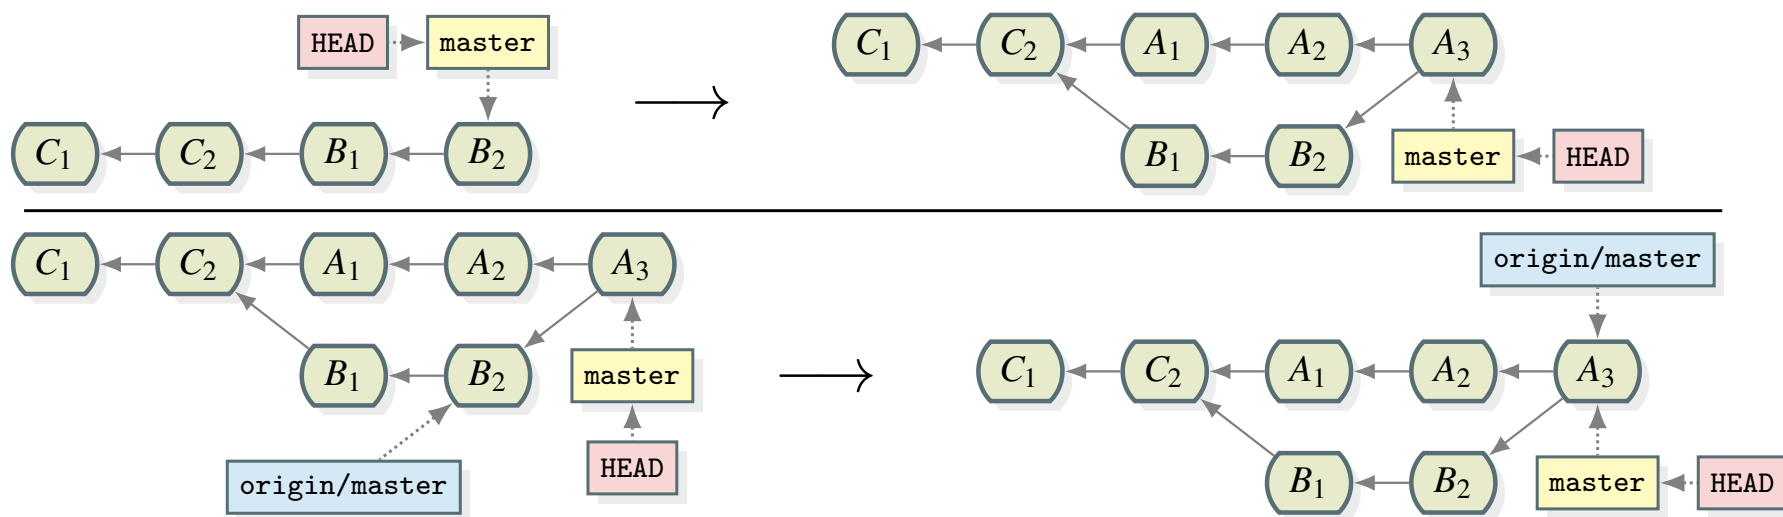 HEAD master
C1 C2 B1 B2
C1 C2 A1 A2 A3
B1 B2 master HEAD
C1 C2 A1 A2 A3
B1 B2 master
origin/master HEAD
origin/master
C1 C2 A1 A2 A3
B1 B2 master HEAD